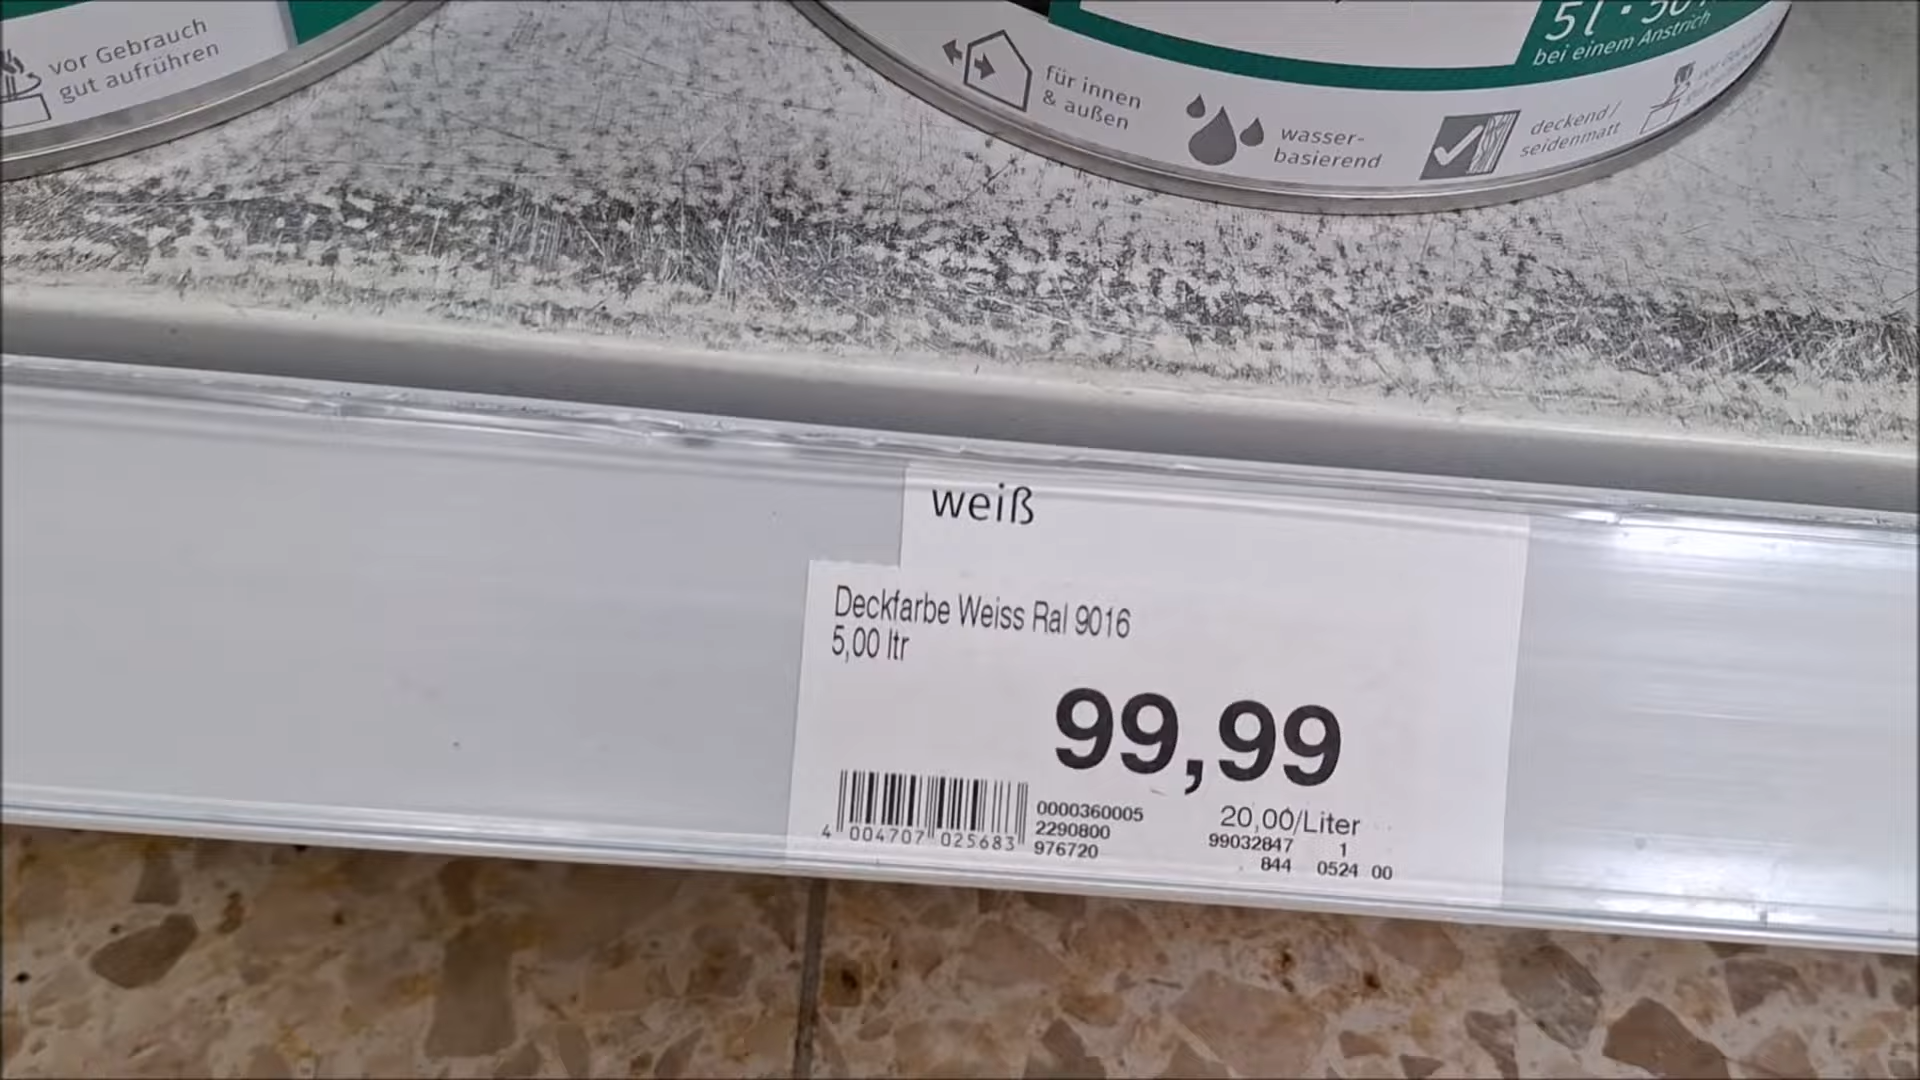 vor Gebrauch
gut aufrühren
5l
bei einem Anstrich
für innen
& außen
wasser-
basierend
deckend/
seidenmatt
weiß
Deckfarbe Weiss Ral 9016
5,00 ltr
99,99
20,00/Liter
4 004707 025683
0000360005
2290800
976720
99032847 1
844 0524 00